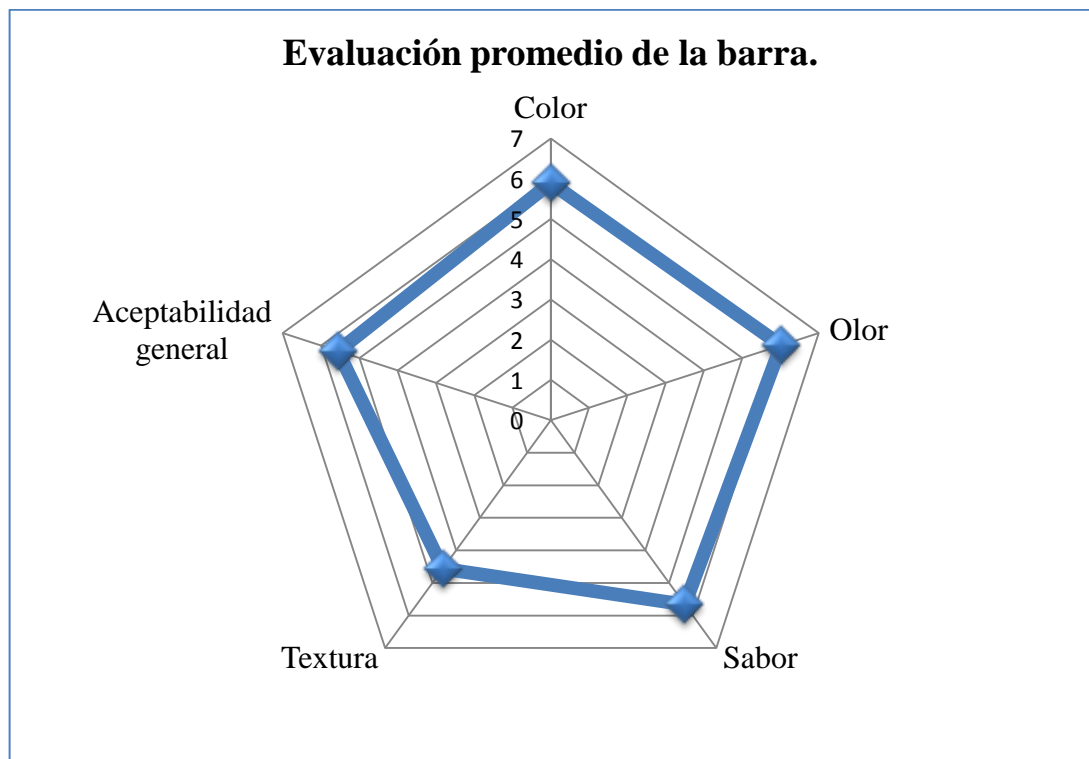 Evaluación promedio de la barra.
Color
7
6
5
4
3
2
1
0
Olor
Sabor
Textura
Aceptabilidad
general